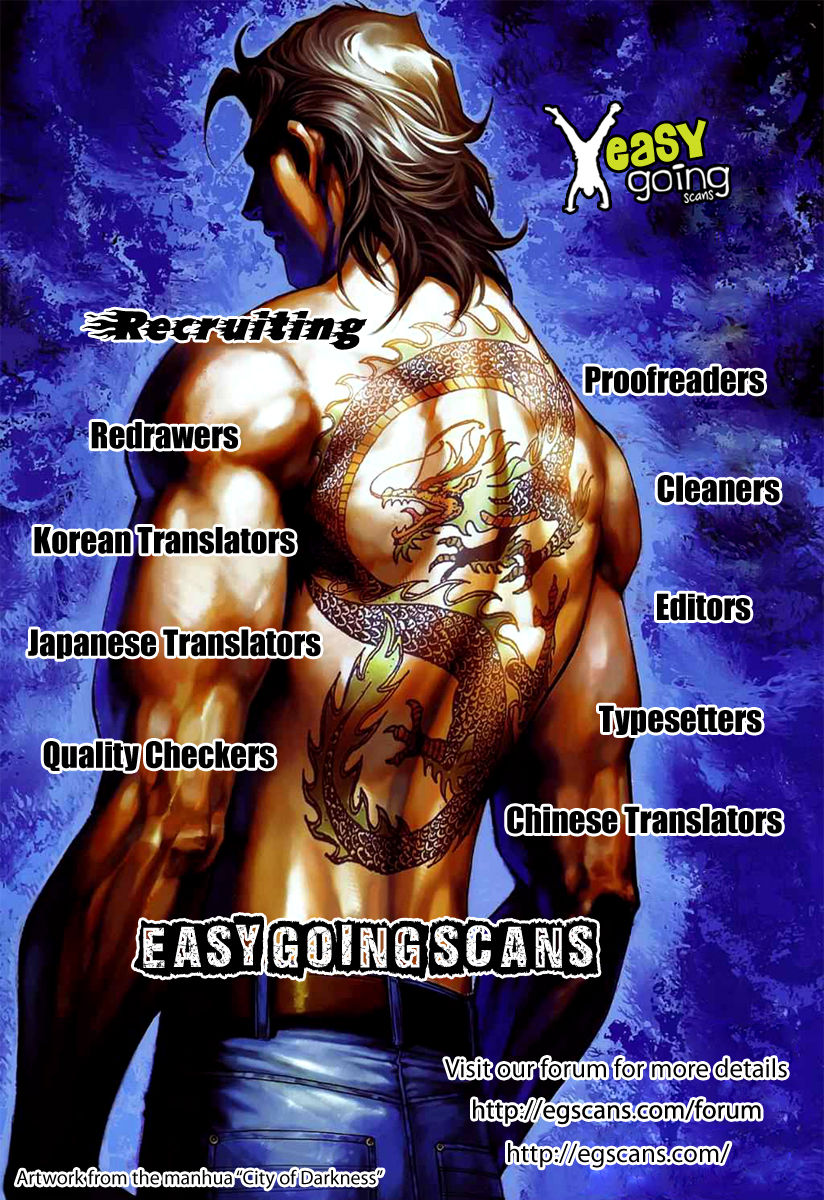 easy
going
scans
Recruiting
Proofreaders
Redrawers
Cleaners
Korean Translators
Editors
Japanese Translators
Typesetters
Quality Checkers
Chinese Translators
EASY GOING SCANS
Visit our forum for more details
http://egscans.com/forum
http://egscans.com/
Artwork from the manhua "City of Darkness"